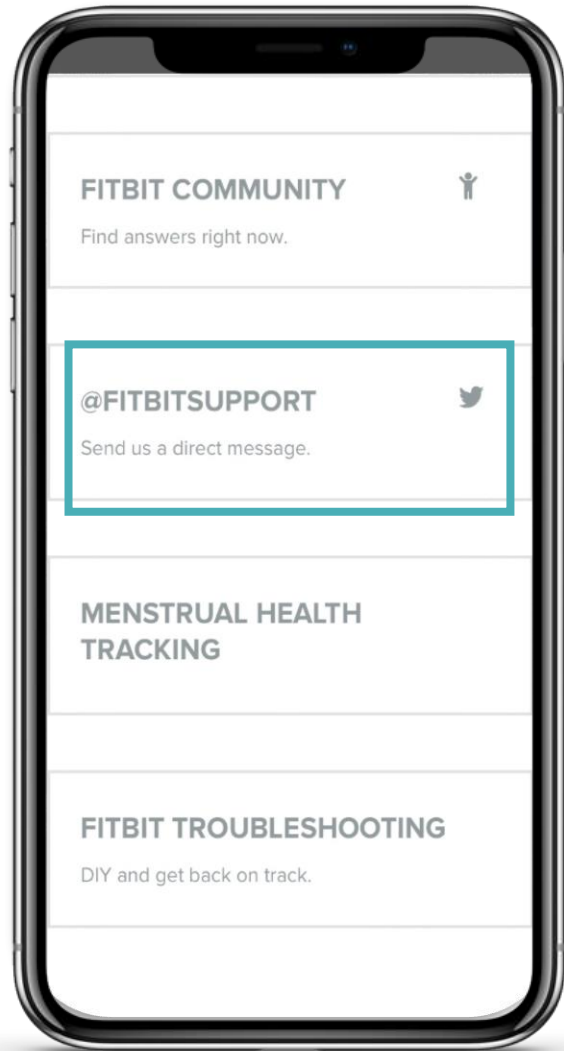 FITBIT COMMUNITY
Find answers right now.
@FITBITSUPPORT
Send us a direct message.
MENSTRUAL HEALTH
TRACKING
FITBIT TROUBLESHOOTING
DIY and get back on track.